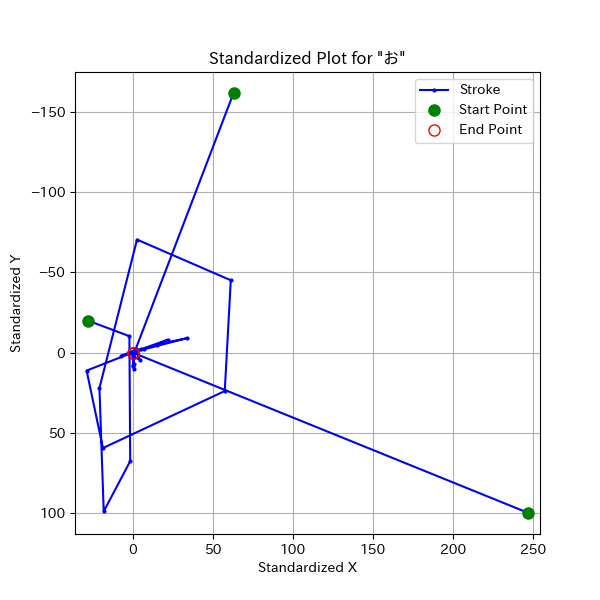 Standardized Plot for "お"
Stroke
Start Point
End Point
Standardized Y
−150
−100
−50
0
50
100
0 50 100 150 200 250
Standardized X